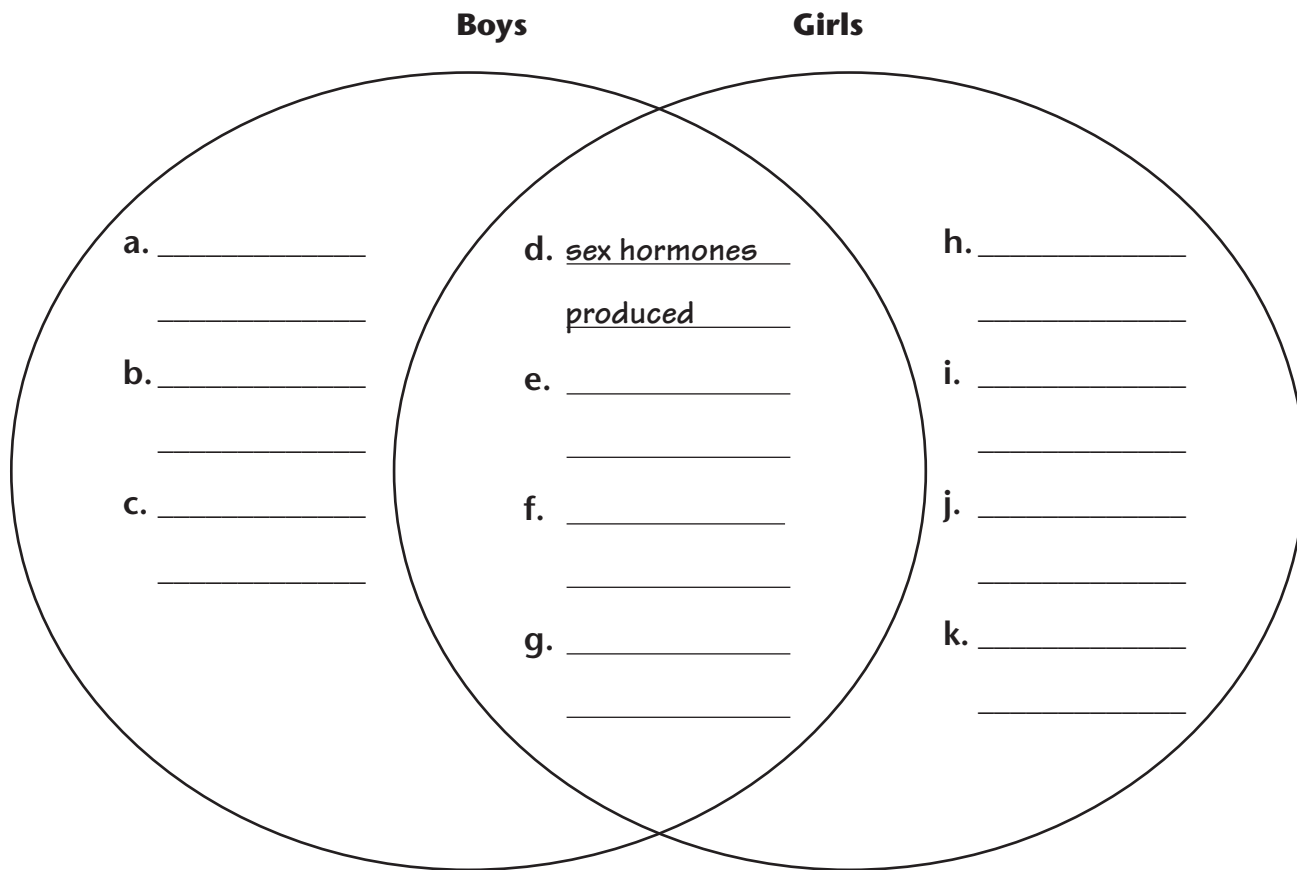 Boys
Girls
a.
b.
c.
d. sex hormones
produced
e.
f.
g.
h.
i.
j.
k.